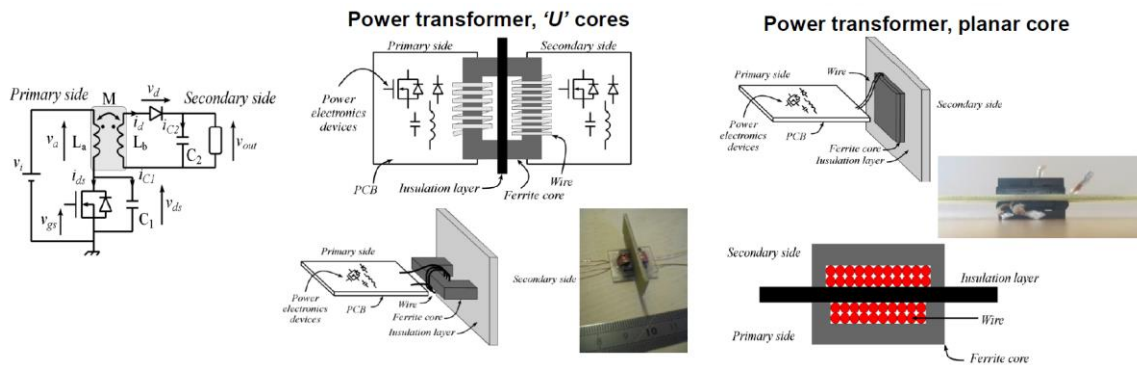 Power transformer, ‘U’ cores
Power transformer, planar core
Primary side
M
v_d
Secondary side
i_d
i_C2
v_a
L_a
L_b
C_2
v_out
v_i
i_ds
i_C1
v_gs
C_1
v_ds
Primary side
Secondary side
Power
electronics
devices
PCB
Insulation layer
Wire
Ferrite core
Primary side
Power
electronics
devices
PCB
Wire
Ferrite core
Insulation layer
Secondary side
10
Wire
Primary side
Secondary side
Power
electronics
devices
PCB
Ferrite core
Insulation layer
Secondary side
Insulation layer
Primary side
Wire
Ferrite core